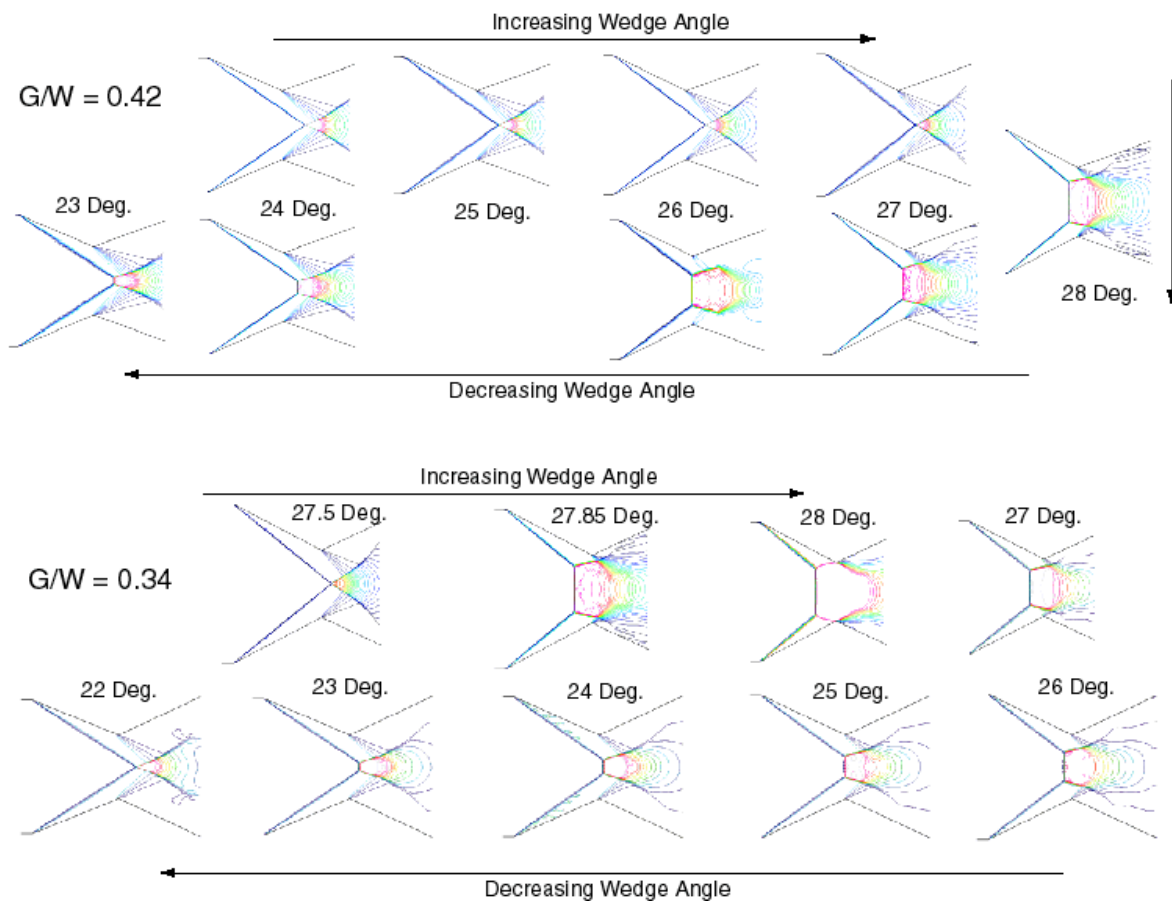 Increasing Wedge Angle
G/W = 0.42
23 Deg.
24 Deg.
25 Deg.
26 Deg.
27 Deg.
28 Deg.
Decreasing Wedge Angle
Increasing Wedge Angle
27.5 Deg.
27.85 Deg.
28 Deg.
27 Deg.
G/W = 0.34
22 Deg.
23 Deg.
24 Deg.
25 Deg.
26 Deg.
Decreasing Wedge Angle